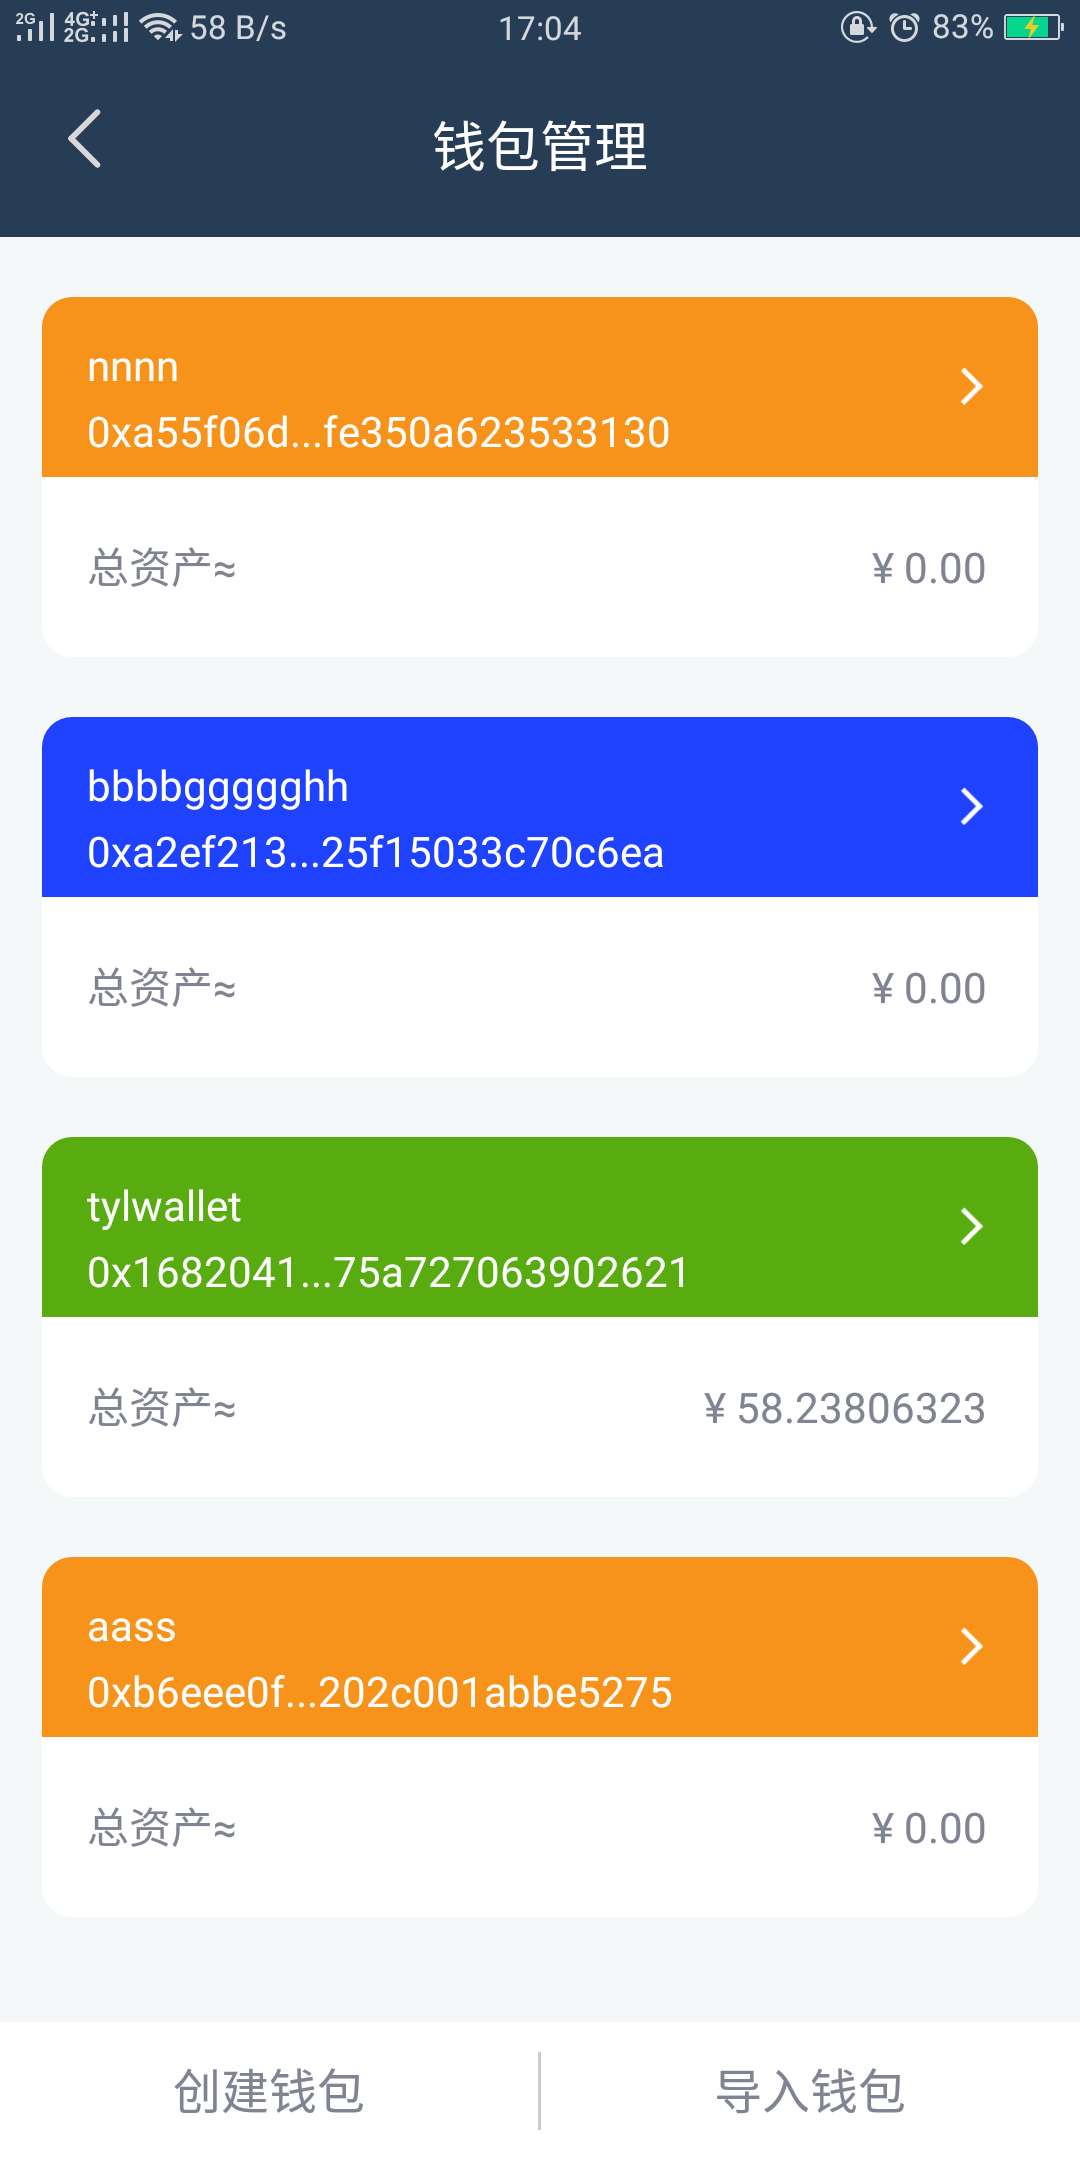 2G 4G+ 2G 58 B/s 17:04 83%
钱包管理
nnnn
0xa55f06d...fe350a623533130
总资产≈ ¥ 0.00
bbbbggggghh
0xa2ef213...25f15033c70c6ea
总资产≈ ¥ 0.00
tylwallet
0x1682041...75a727063902621
总资产≈ ¥ 58.23806323
aass
0xb6eee0f...202c001abbe5275
总资产≈ ¥ 0.00
创建钱包 导入钱包